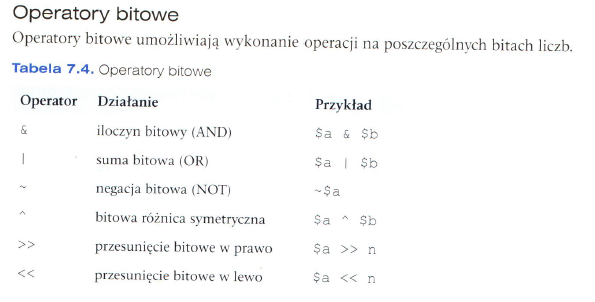 Operatory bitowe
Operatory bitowe umożliwiają wykonanie operacji na poszczególnych bitach liczb.
Tabela 7.4. Operatory bitowe
Operator Działanie Przykład
& iloczyn bitowy (AND) $a & $b
| suma bitowa (OR) $a | $b
~ negacja bitowa (NOT) ~$a
^ bitowa różnica symetryczna $a ^ $b
>> przesunięcie bitowe w prawo $a >> n
<< przesunięcie bitowe w lewo $a << n